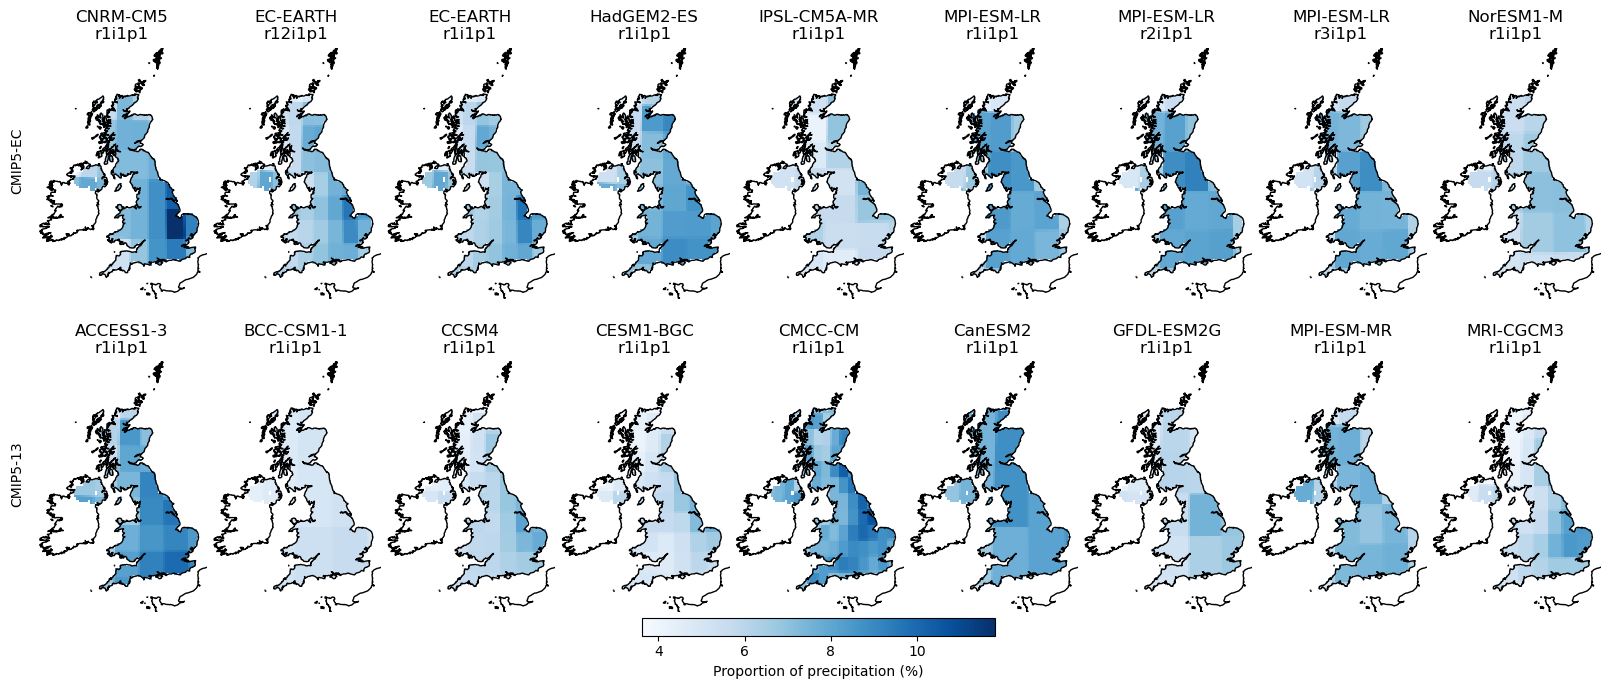 CNRM-CM5
r1i1p1
EC-EARTH
r12i1p1
EC-EARTH
r1i1p1
HadGEM2-ES
r1i1p1
IPSL-CM5A-MR
r1i1p1
MPI-ESM-LR
r1i1p1
MPI-ESM-LR
r2i1p1
MPI-ESM-LR
r3i1p1
NorESM1-M
r1i1p1
CMIP5-EC
ACCESS1-3
r1i1p1
BCC-CSM1-1
r1i1p1
CCSM4
r1i1p1
CESM1-BGC
r1i1p1
CMCC-CM
r1i1p1
CanESM2
r1i1p1
GFDL-ESM2G
r1i1p1
MPI-ESM-MR
r1i1p1
MRI-CGCM3
r1i1p1
CMIP5-13
4 6 8 10
Proportion of precipitation (%)